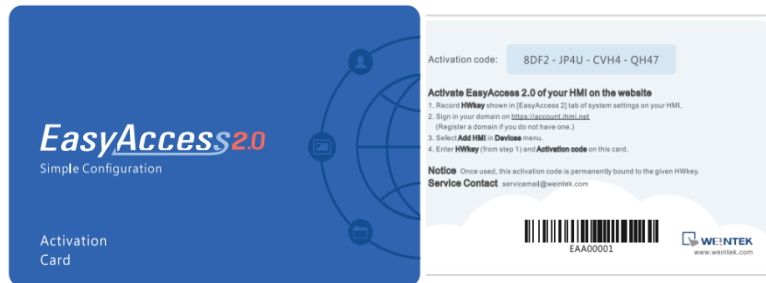 EasyAccess2.0
Simple Configuration
Activation
Card
Activation code: 8DF2 - JP4U - CVH4 - QH47
Activate EasyAccess 2.0 of your HMI on the website
1. Record HWkey shown in [EasyAccess 2] tab of system settings on your HMI.
2. Sign in your domain on https://account.ihmi.net
(Register a domain if you do not have one.)
3. Select Add HMI in Devices menu.
4. Enter HWkey (from step 1) and Activation code on this card.
Notice Once used, this activation code is permanently bound to the given HWkey.
Service Contact servicemail@weintek.com
EAA00001
WEINTEK
www.weintek.com